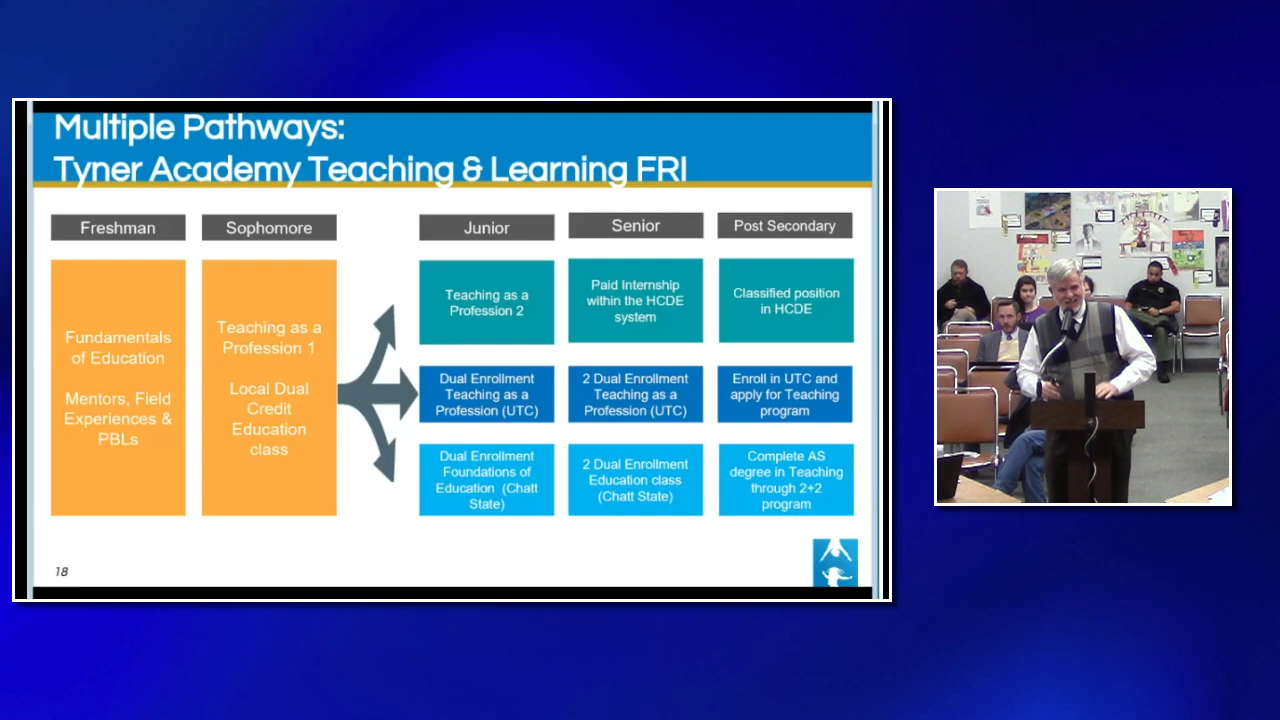 Multiple Pathways:
Tyner Academy Teaching & Learning FRI
Freshman
Sophomore
Junior
Senior
Post Secondary
Fundamentals
of Education
Mentors, Field
Experiences &
PBLs
Teaching as a
Profession 1
Local Dual
Credit
Education
class
Teaching as a
Profession 2
Paid Internship
within the HCDE
system
Classified position
in HCDE
Dual Enrollment
Teaching as a
Profession (UTC)
2 Dual Enrollment
Teaching as a
Profession (UTC)
Enroll in UTC and
apply for Teaching
program
Dual Enrollment
Foundations of
Education (Chatt
State)
2 Dual Enrollment
Education class
(Chatt State)
Complete AS
degree in Teaching
through 2+2
program
18